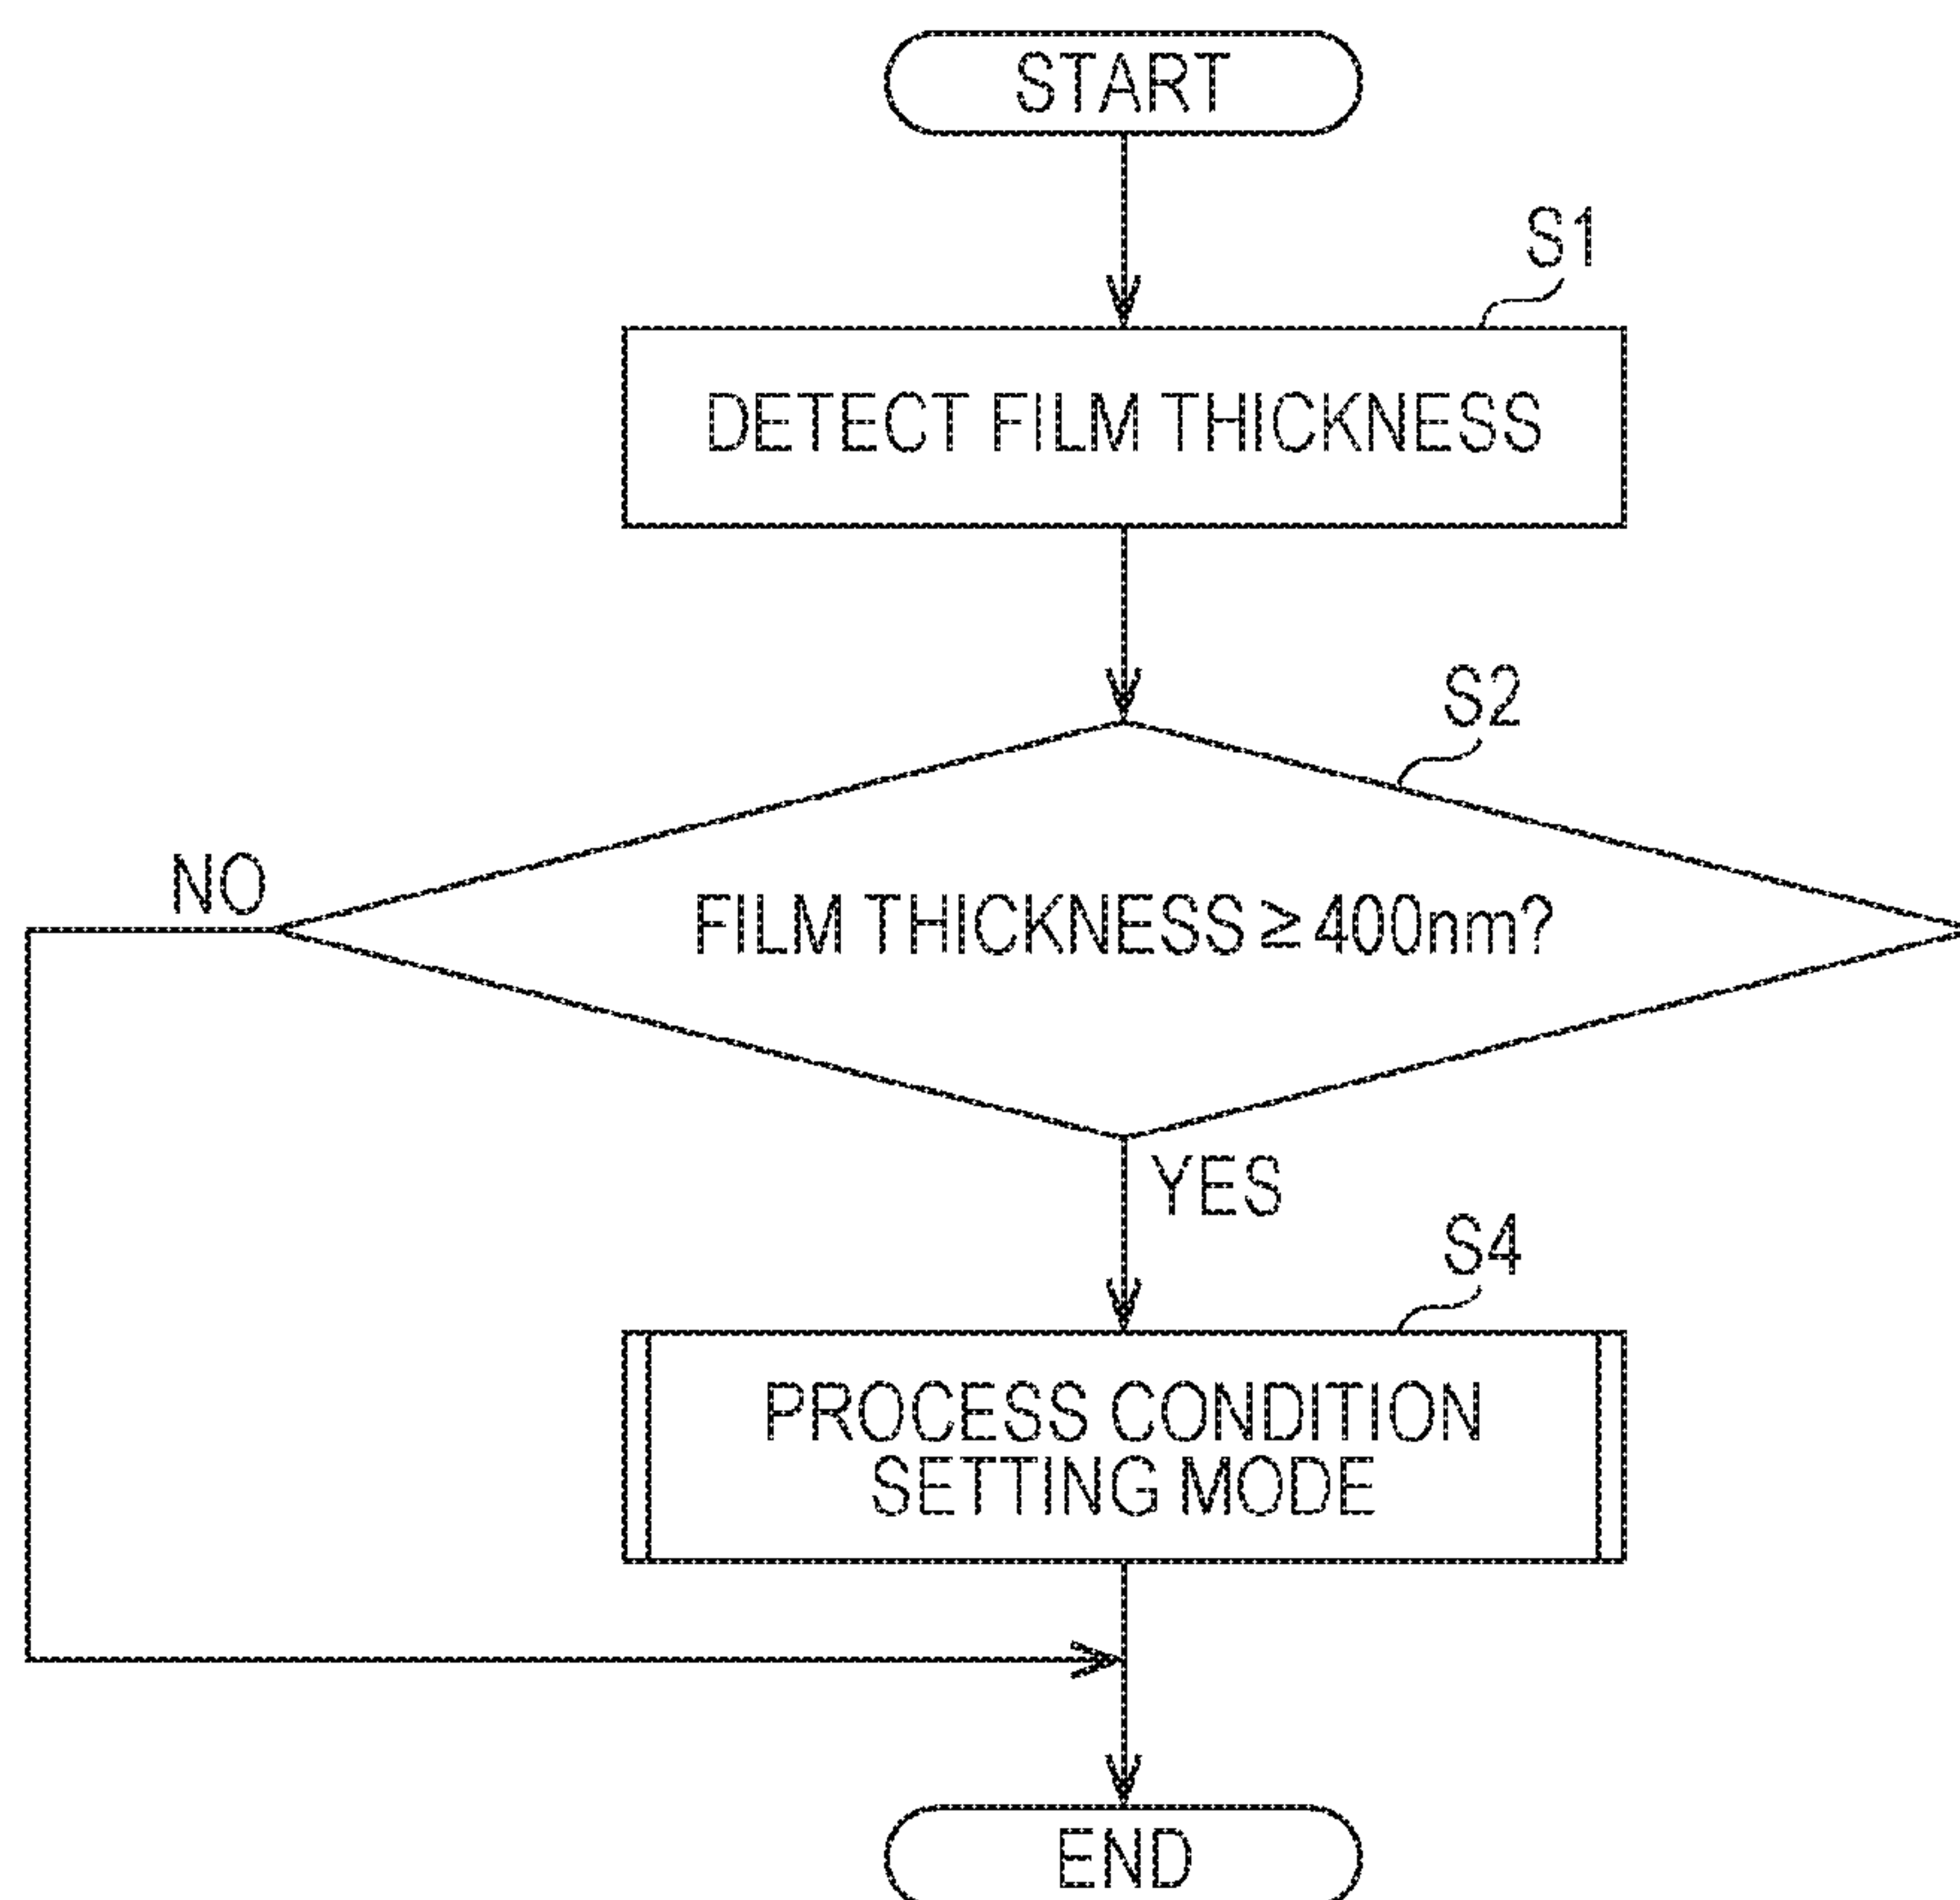 START
S1
DETECT FILM THICKNESS
S2
NO
FILM THICKNESS ≥ 400nm?
YES
S4
PROCESS CONDITION
SETTING MODE
END